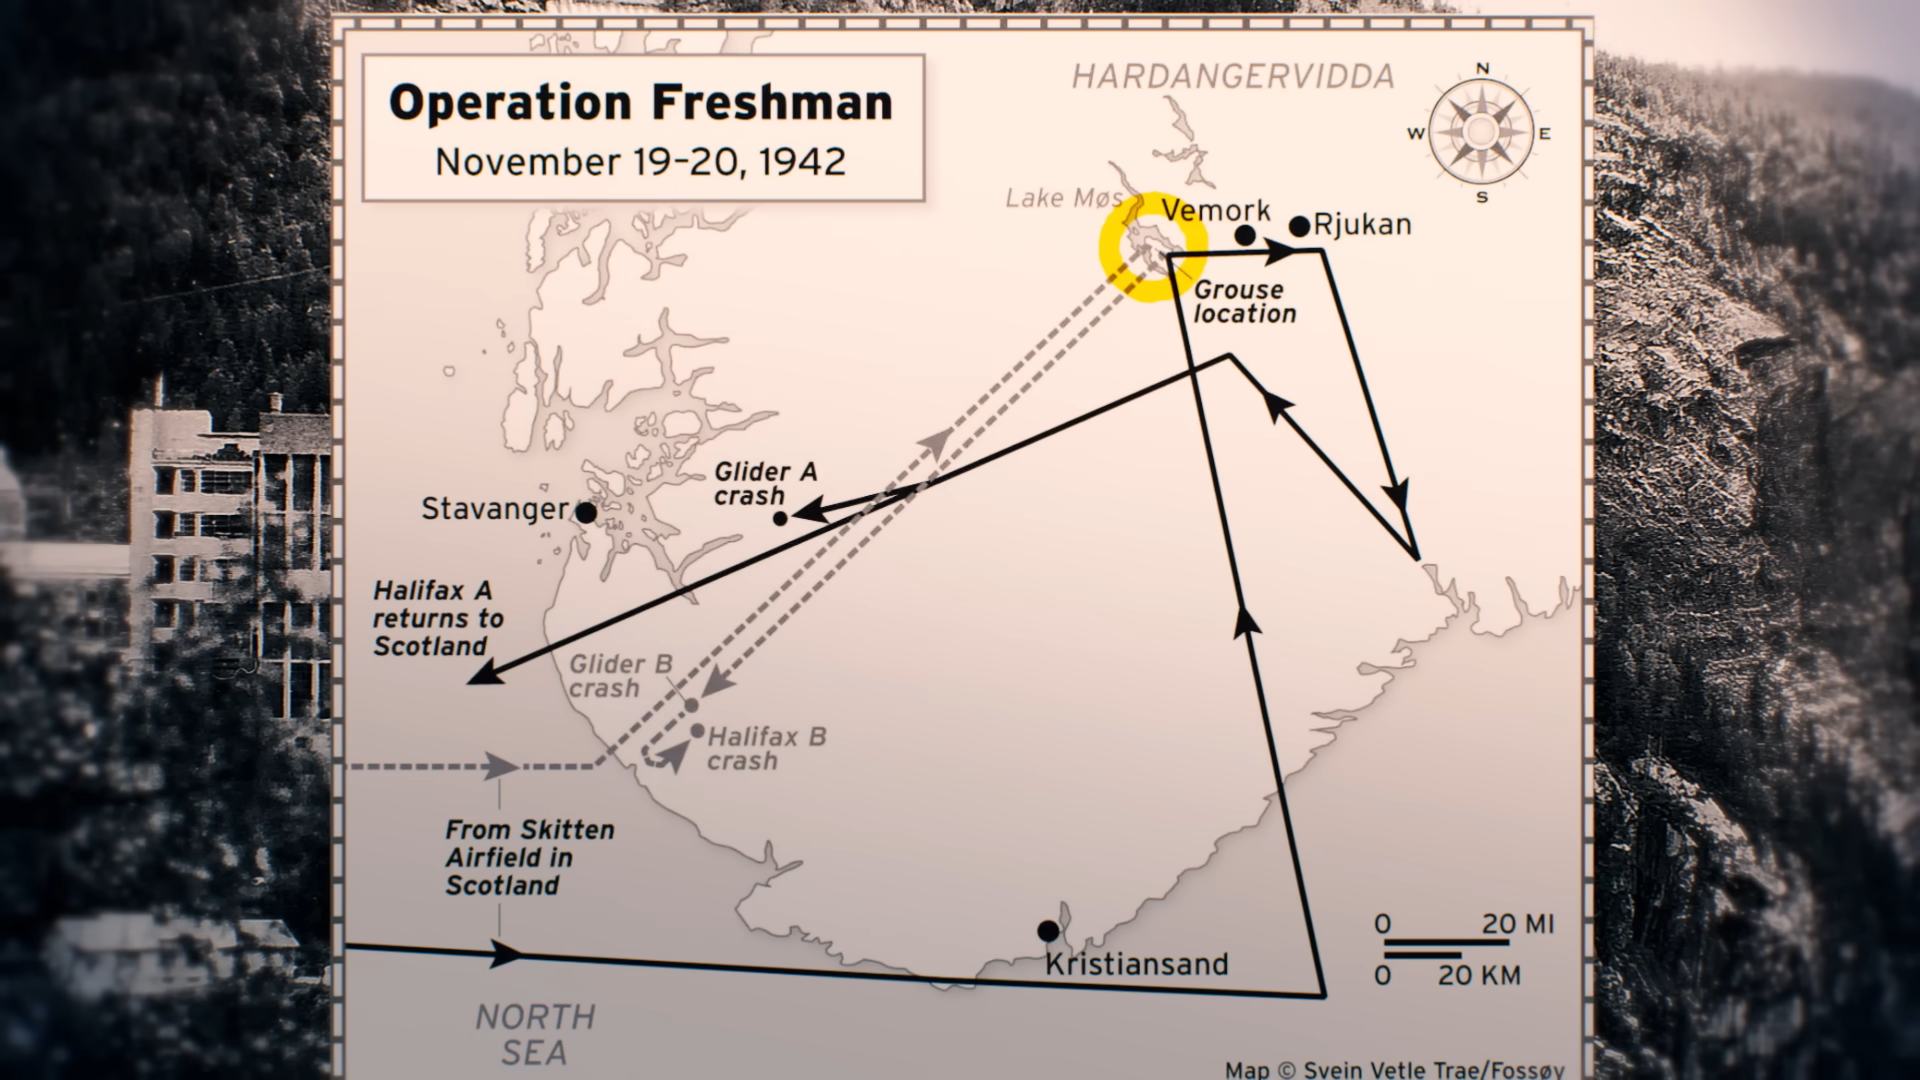 Operation Freshman
November 19-20, 1942
HARDANGERVIDDA
N
W
E
S
Lake Møs
Vemork
Rjukan
Grouse
location
Glider A
crash
Stavanger
Halifax A
returns to
Scotland
Glider B
crash
Halifax B
crash
From Skitten
Airfield in
Scotland
Kristiansand
0 20 MI
0 20 KM
NORTH
SEA
Map © Svein Vetle Trae/Fossøy